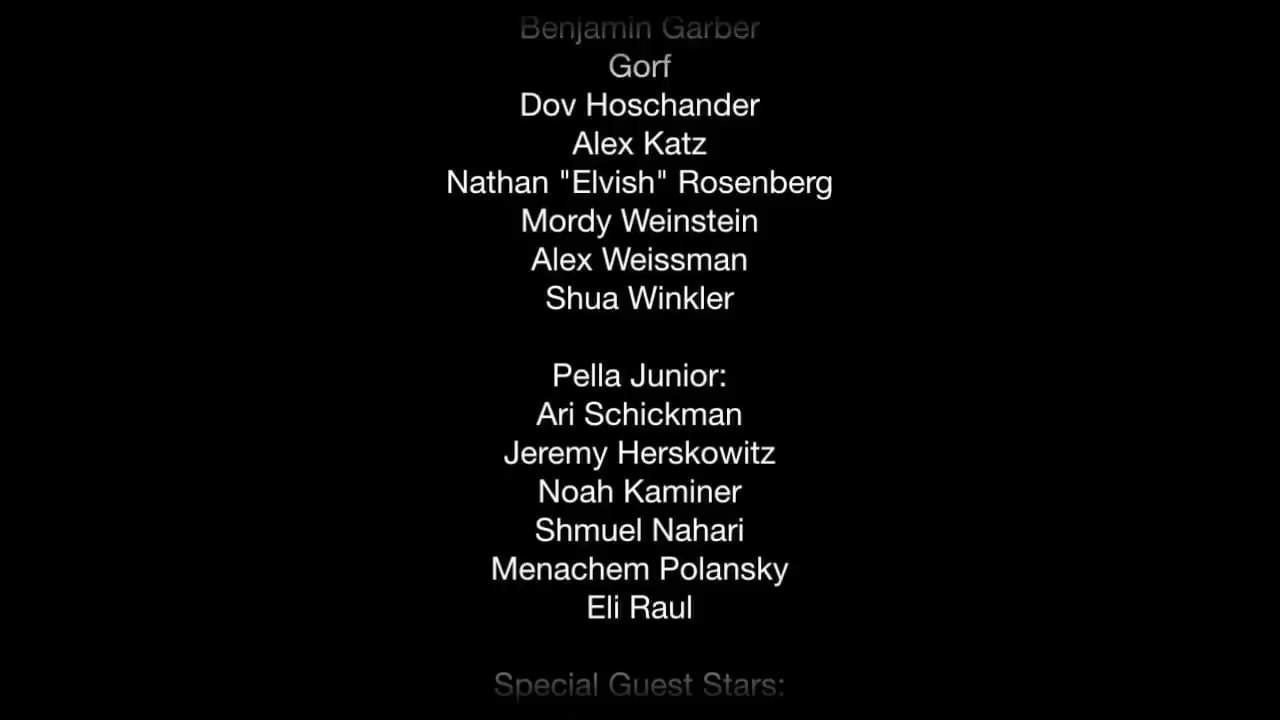 Benjamin Garber
Gorf
Dov Hoschander
Alex Katz
Nathan "Elvish" Rosenberg
Mordy Weinstein
Alex Weissman
Shua Winkler
Pella Junior:
Ari Schickman
Jeremy Herskowitz
Noah Kaminer
Shmuel Nahari
Menachem Polansky
Eli Raul
Special Guest Stars: